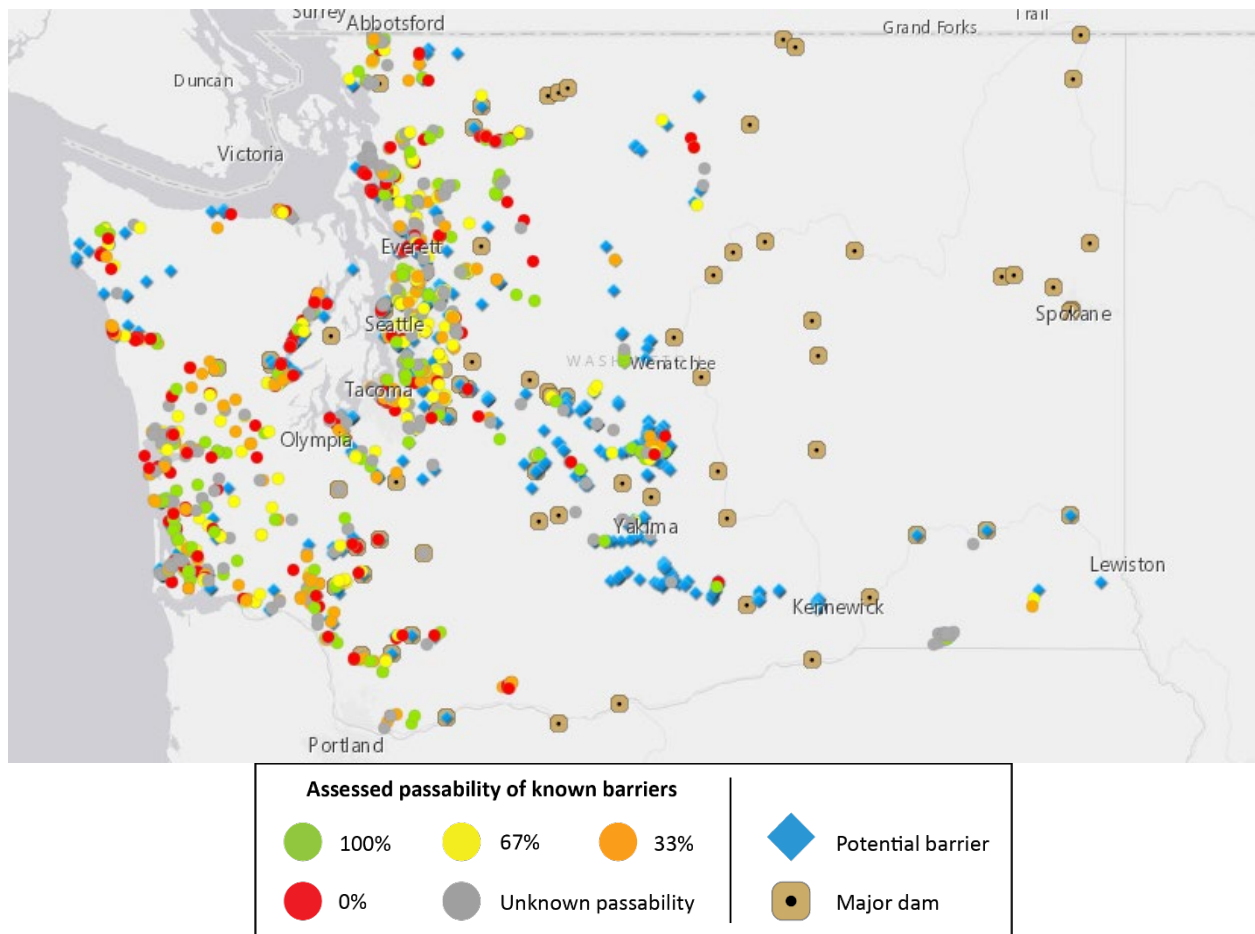 Surrey
Abbotsford
Trail
Grand Forks
Duncan
Victoria
Everett
Seattle
Spokane
WASHINGTON
Wenatchee
Tacoma
Olympia
Yakima
Lewiston
Kennewick
Portland
Assessed passability of known barriers
100% 67% 33% Potential barrier
0% Unknown passability Major dam